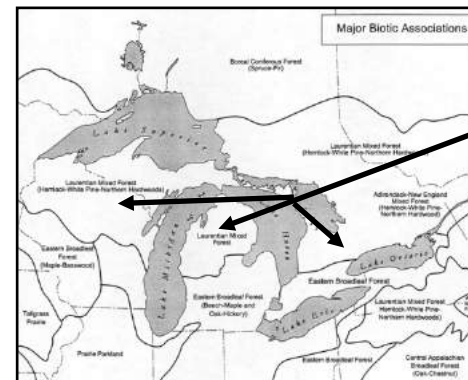 Major Biotic Associations
Boreal Coniferous Forest
(Spruce-Fir)
Lake Superior
Laurentian Mixed Forest
(Hemlock-White Pine-Northern Hardwoods)
Laurentian Mixed Forest
(Hemlock-White Pine-
Northern Hardwoods)
Adirondack-New England
Mixed Forest
(Hemlock-White Pine-
Northern Hardwood)
Lake Michigan
Laurentian Mixed
Forest
Huron
Lake Ontario
Eastern Broadleaf
Forest
(Maple-Basswood)
Eastern Broadleaf Forest
Eastern Broadleaf Forest
(Beech-Maple and
Oak-Hickory)
Lake Erie
Laurentian Mixed Forest
Hemlock-White Pine-
Northern Hardwoods)
Tallgrass
Prairie
Prairie Parkland
Eastern Broadleaf Forest
Central Appalachian
Broadleaf Forest
(Oak-Chestnut)